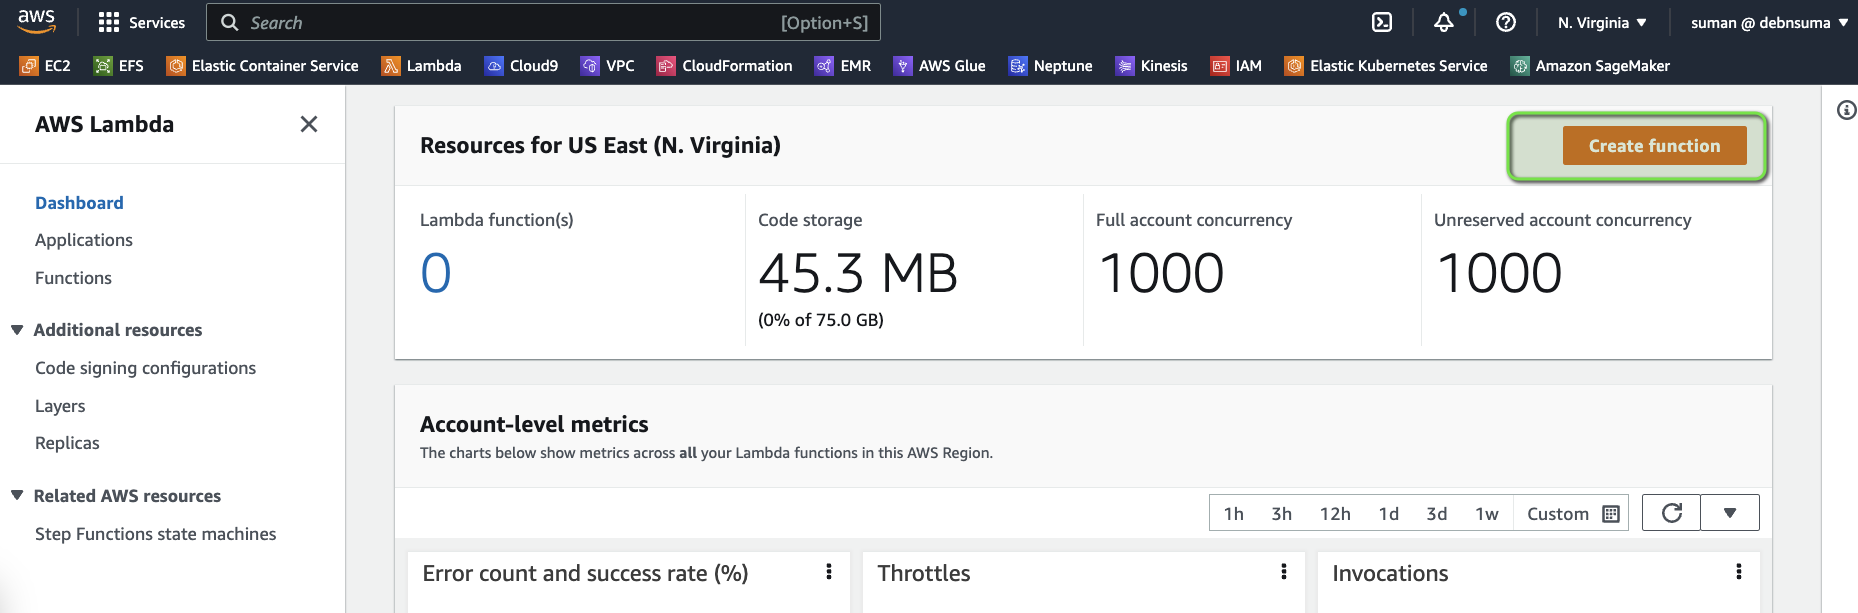 aws Services Search [Option+S] N. Virginia ▼ suman @ debnsuma ▼
EC2 EFS Elastic Container Service Lambda Cloud9 VPC CloudFormation EMR AWS Glue Neptune Kinesis IAM Elastic Kubernetes Service Amazon SageMaker
AWS Lambda
Dashboard
Applications
Functions
Additional resources
Code signing configurations
Layers
Replicas
Related AWS resources
Step Functions state machines
Resources for US East (N. Virginia)
Create function
Lambda function(s)
0
Code storage
45.3 MB
(0% of 75.0 GB)
Full account concurrency
1000
Unreserved account concurrency
1000
Account-level metrics
The charts below show metrics across all your Lambda functions in this AWS Region.
1h 3h 12h 1d 3d 1w Custom
Error count and success rate (%)
Throttles
Invocations